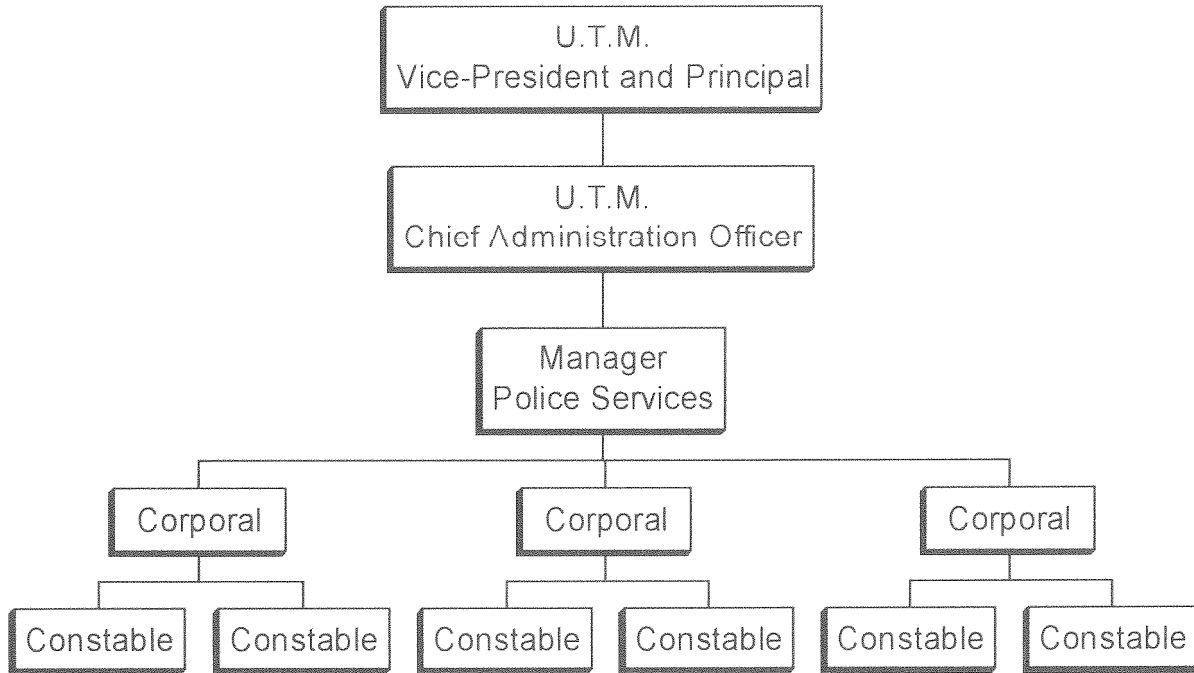 U.T.M.
Vice-President and Principal
U.T.M.
Chief Administration Officer
Manager
Police Services
Corporal
Corporal
Corporal
Constable
Constable
Constable
Constable
Constable
Constable